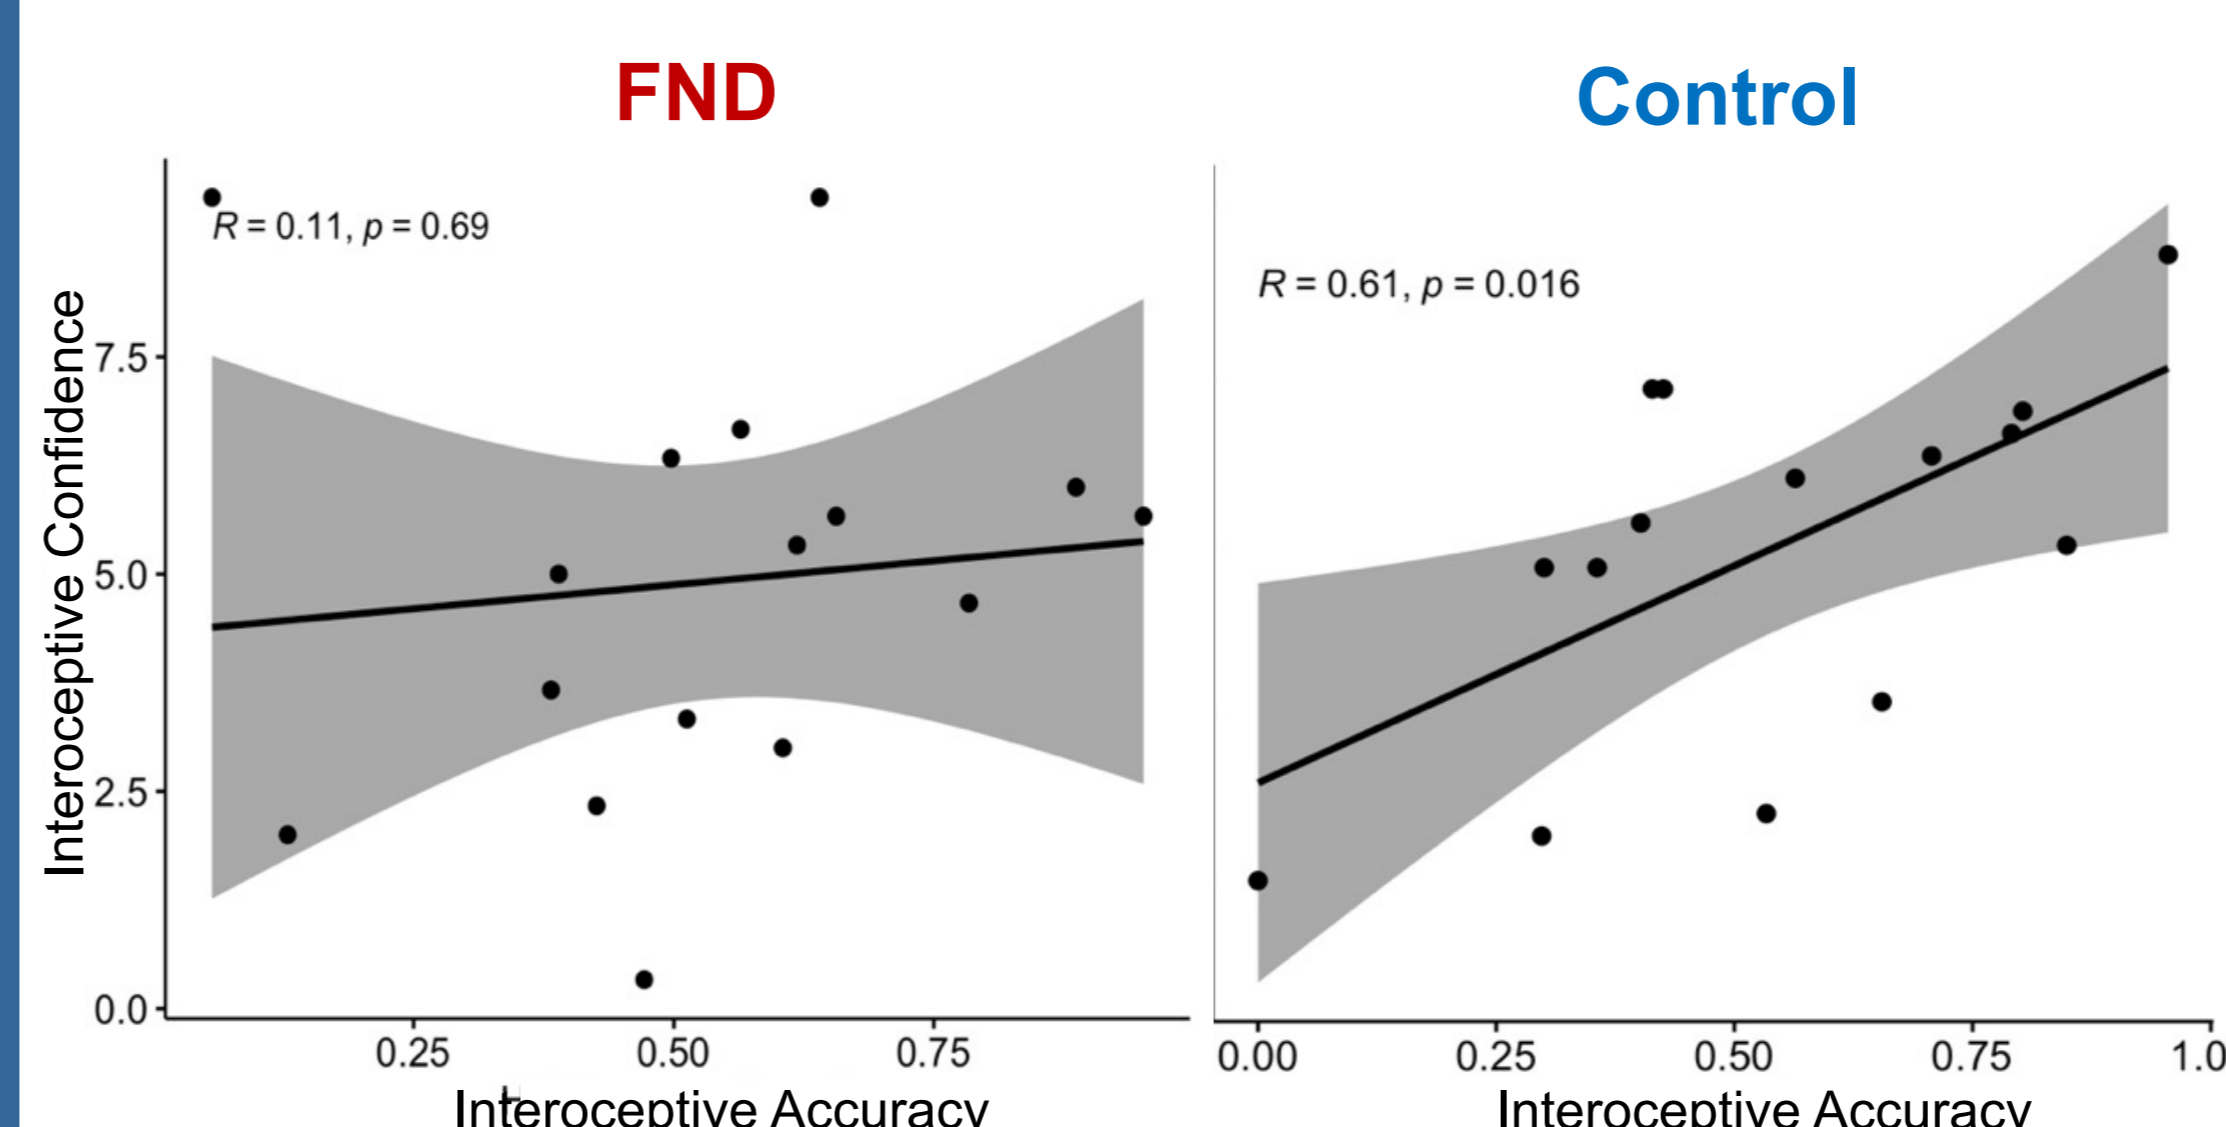 FND
Control
R = 0.11, p = 0.69
R = 0.61, p = 0.016
Interoceptive Confidence
7.5
5.0
2.5
0.0
0.25 0.50 0.75
0.00 0.25 0.50 0.75 1.0
Interoceptive Accuracy
Interoceptive Accuracy